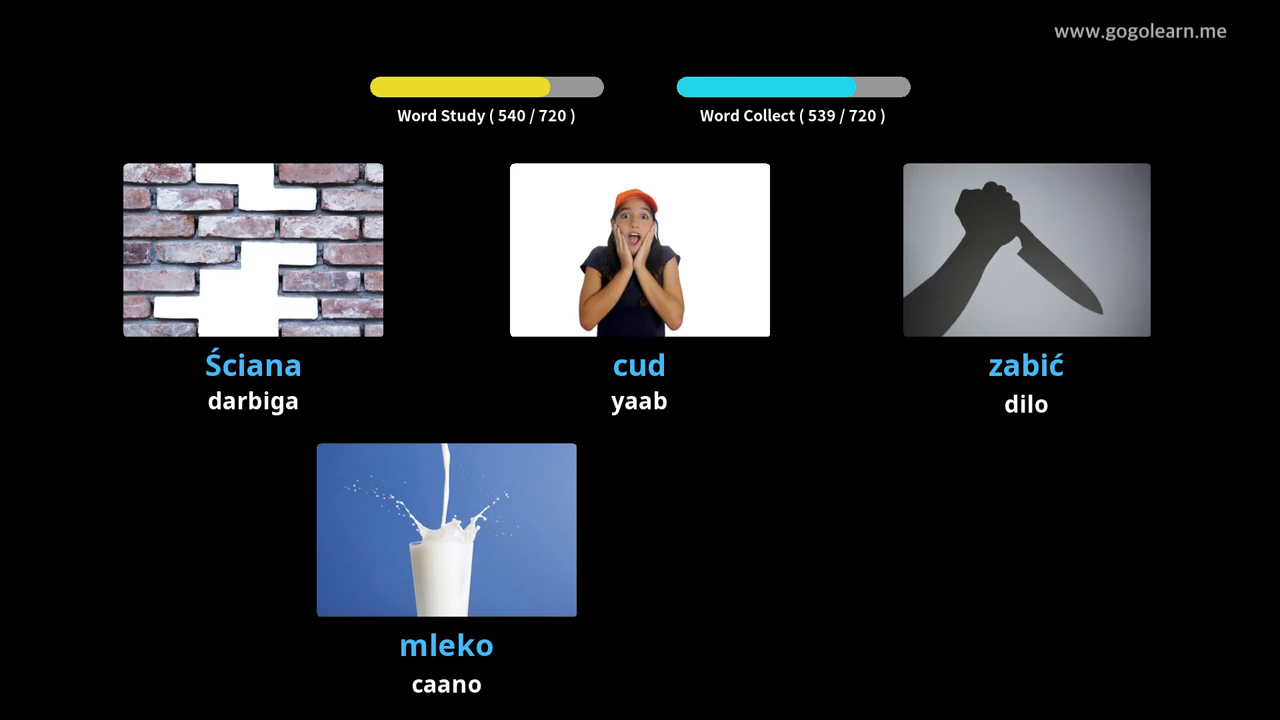 www.gogolearn.me
Word Study ( 540 / 720 )
Word Collect ( 539 / 720 )
Ściana
darbiga
cud
yaab
zabić
dilo
mleko
caano